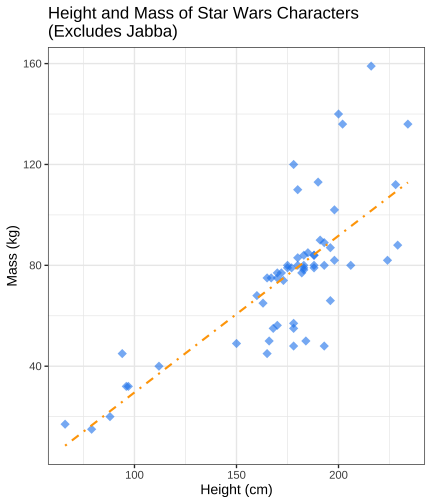 Height and Mass of Star Wars Characters
(Excludes Jabba)
160
120
80
40
Mass (kg)
100
150
200
Height (cm)